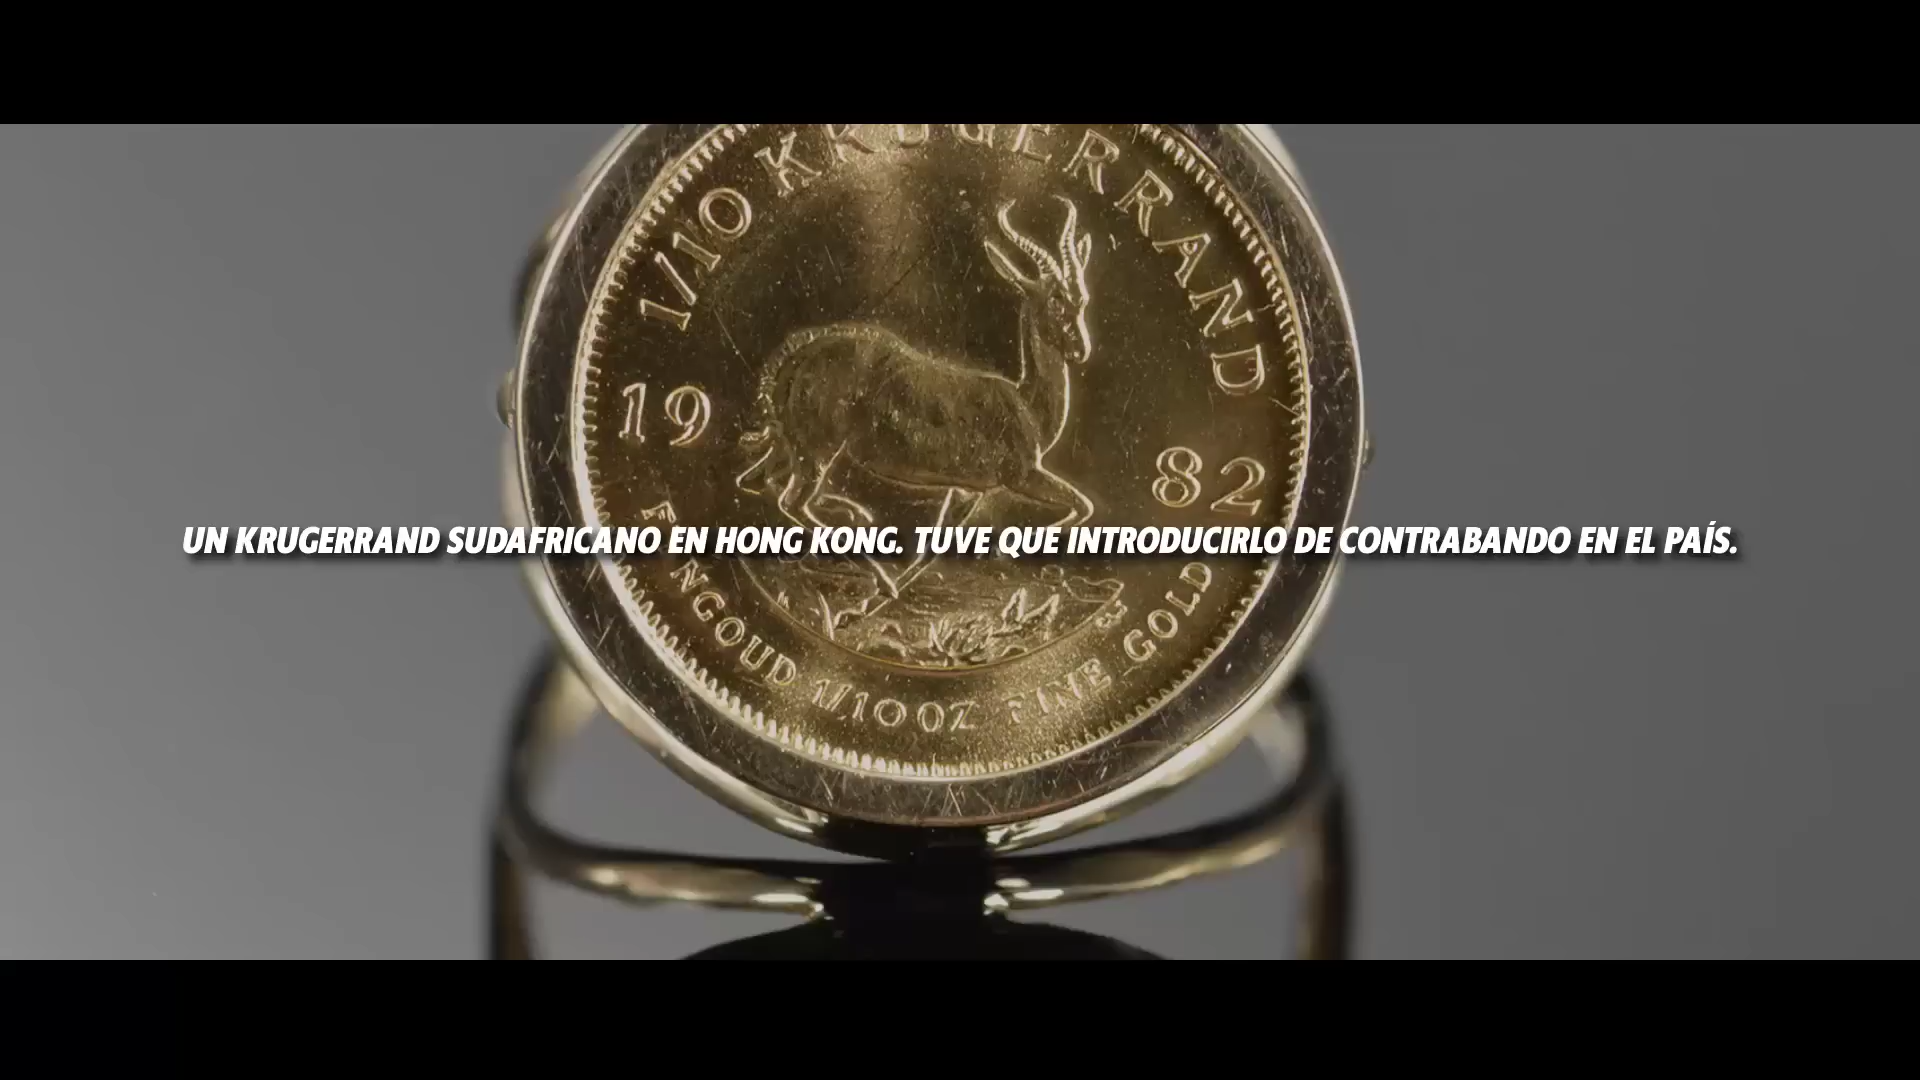 1/10 KRUGERRAND
19 82
UN KRUGERRAND SUDAFRICANO EN HONG KONG. TUVE QUE INTRODUCIRLO DE CONTRABANDO EN EL PAÍS.
FYNGOUD 1/10 OZ FINE GOLD